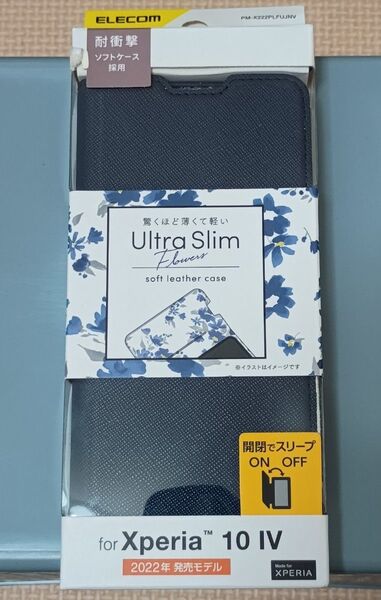 ELECOM
PM-X222PLFUJNV
耐衝撃
ソフトケース
採用
驚くほど薄くて軽い
Ultra Slim
Flowers
soft leather case
※イラストはイメージです
開閉でスリープ
ON OFF
for Xperia™ 10 IV
2022年 発売モデル
Made for
XPERIA